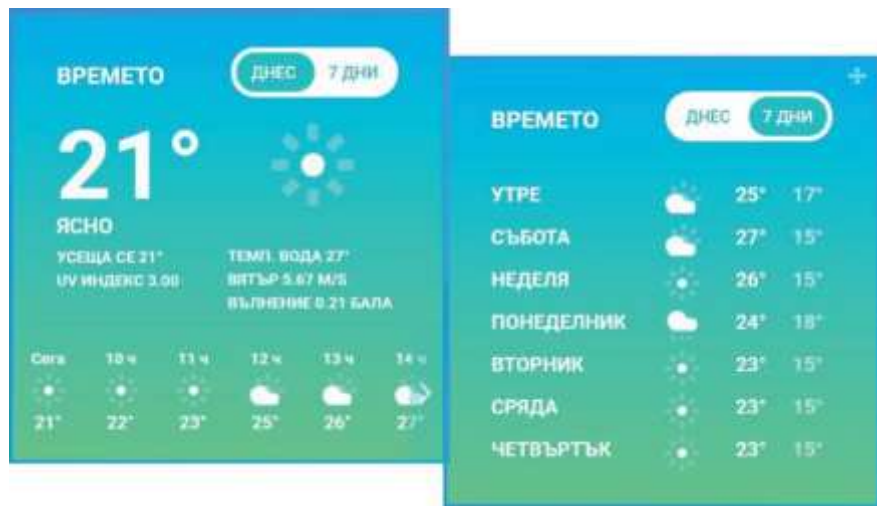 ВРЕМЕТО
ДНЕС 7 ДНИ
21°
ЯСНО
УСЕЩА СЕ 21°
UV ИНДЕКС 3.00
ТЕМП. ВОДА 27°
ВЯТЪР 5.67 M/S
ВЪЛНЕНИЕ 0.21 БАЛА
Сега 10 ч 11 ч 12 ч 13 ч 14 ч
21° 22° 23° 25° 26° 27°
ВРЕМЕТО
ДНЕС 7 ДНИ
УТРЕ 25° 17°
СЪБОТА 27° 15°
НЕДЕЛЯ 26° 15°
ПОНЕДЕЛНИК 24° 18°
ВТОРНИК 23° 15°
СРЯДА 23° 15°
ЧЕТВЪРТЪК 23° 15°